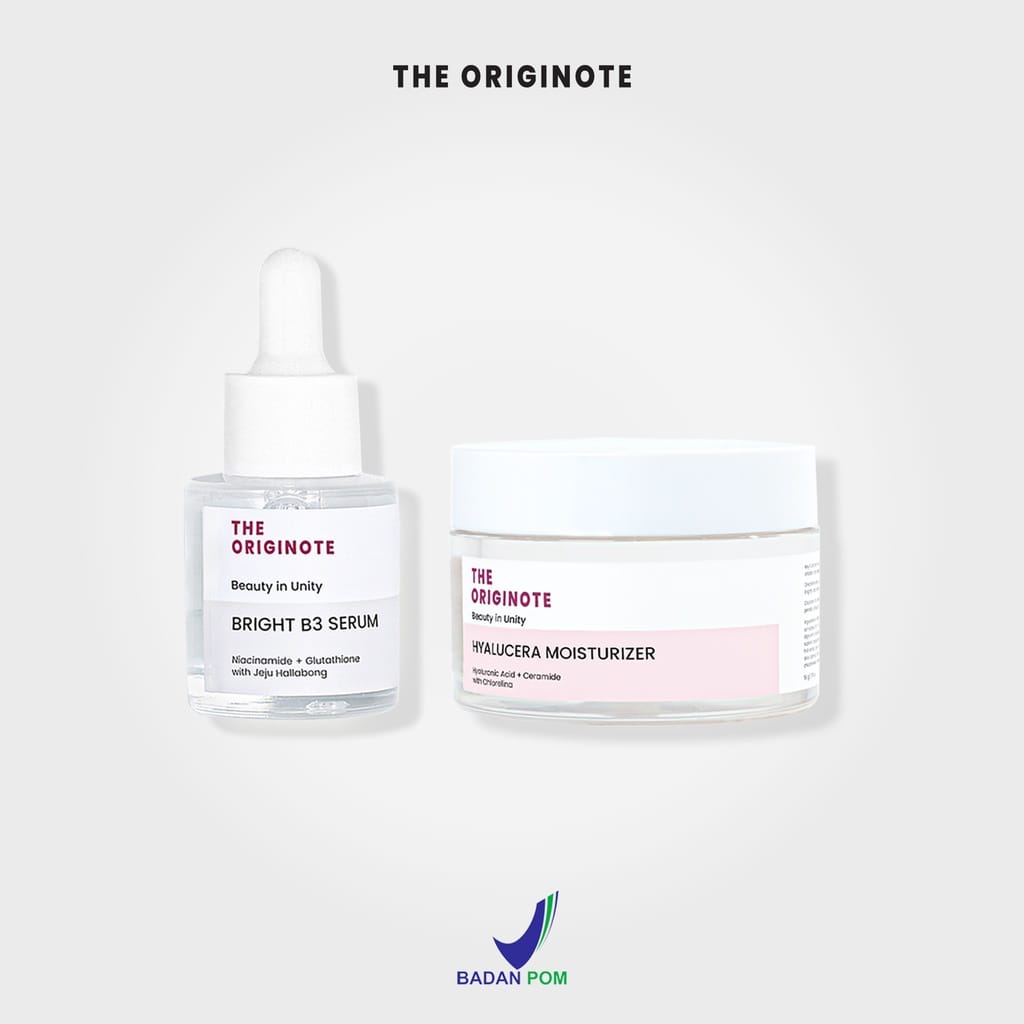 THE ORIGINOTE
THE
ORIGINOTE
Beauty in Unity
BRIGHT B3 SERUM
Niacinamide + Glutathione
with Jeju Hallabong
THE
ORIGINOTE
Beauty in Unity
HYALUCERA MOISTURIZER
Hyaluronic Acid + Ceramide
with Chlorelina
BADAN POM